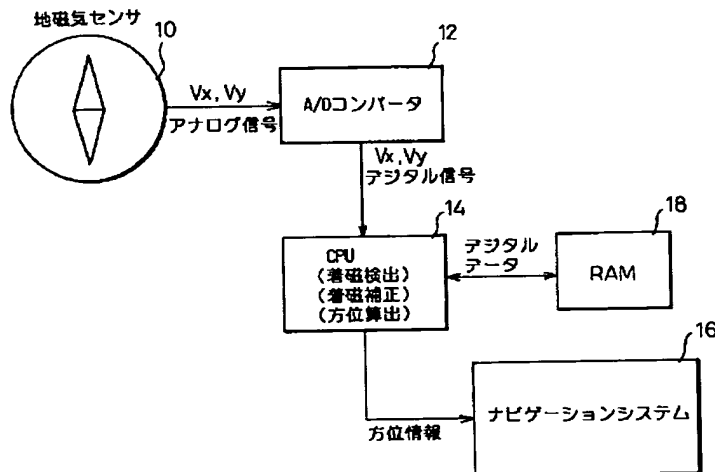 地磁気センサ
10
12
Vx, Vy
アナログ信号
A/Dコンバータ
Vx,Vy
デジタル信号
14
CPU
(着磁検出)
(着磁補正)
(方位算出)
デジタル
データ
18
RAM
16
方位情報
ナビゲーションシステム